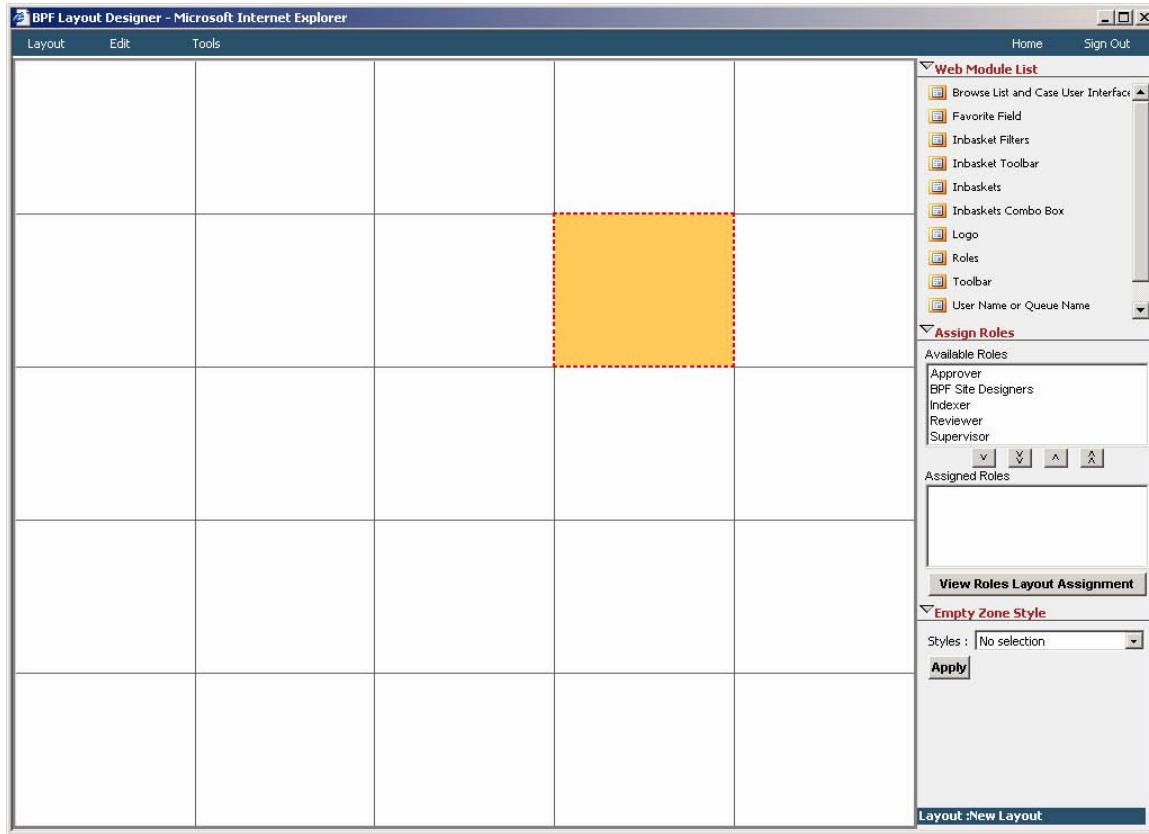 BPF Layout Designer - Microsoft Internet Explorer
Layout Edit Tools Home Sign Out
Web Module List
Browse List and Case User Interface
Favorite Field
Inbasket Filters
Inbasket Toolbar
Inbaskets
Inbaskets Combo Box
Logo
Roles
Toolbar
User Name or Queue Name
Assign Roles
Available Roles
Approver
BPF Site Designers
Indexer
Reviewer
Supervisor
Assigned Roles
View Roles Layout Assignment
Empty Zone Style
Styles : No selection
Apply
Layout :New Layout